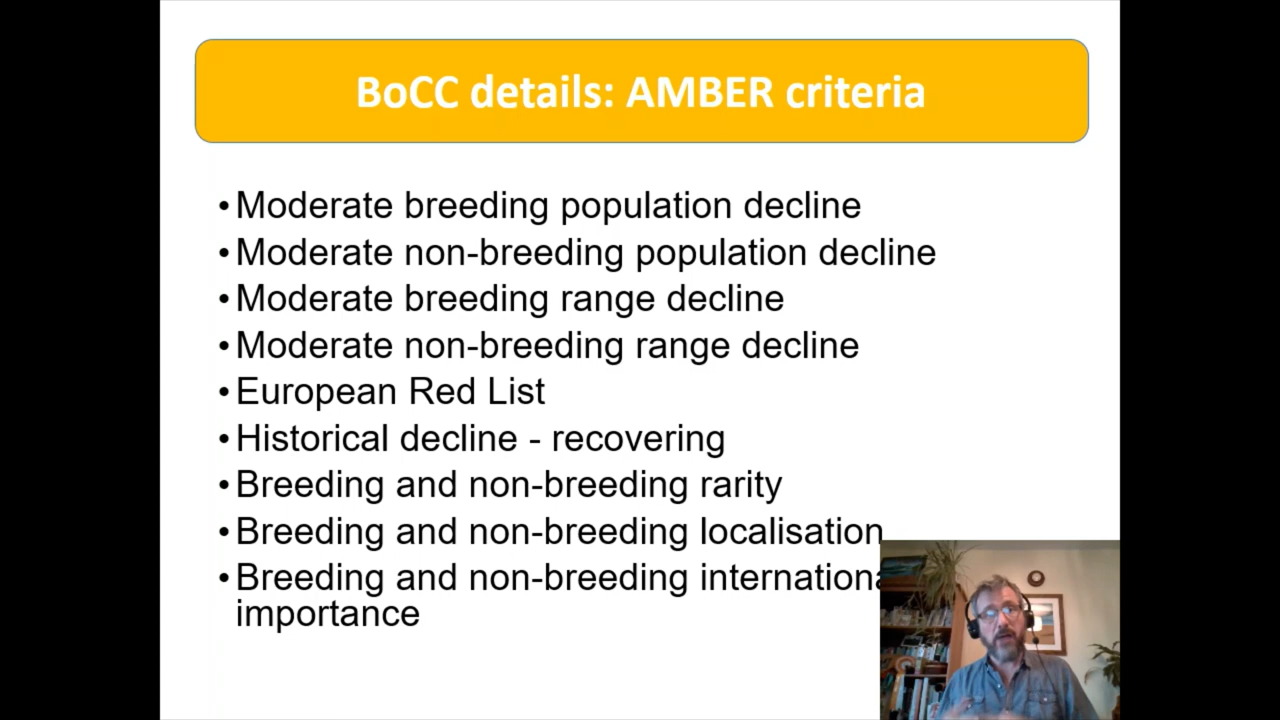 BoCC details: AMBER criteria
•Moderate breeding population decline
•Moderate non-breeding population decline
•Moderate breeding range decline
•Moderate non-breeding range decline
•European Red List
•Historical decline - recovering
•Breeding and non-breeding rarity
•Breeding and non-breeding localisation
•Breeding and non-breeding internationa
importance